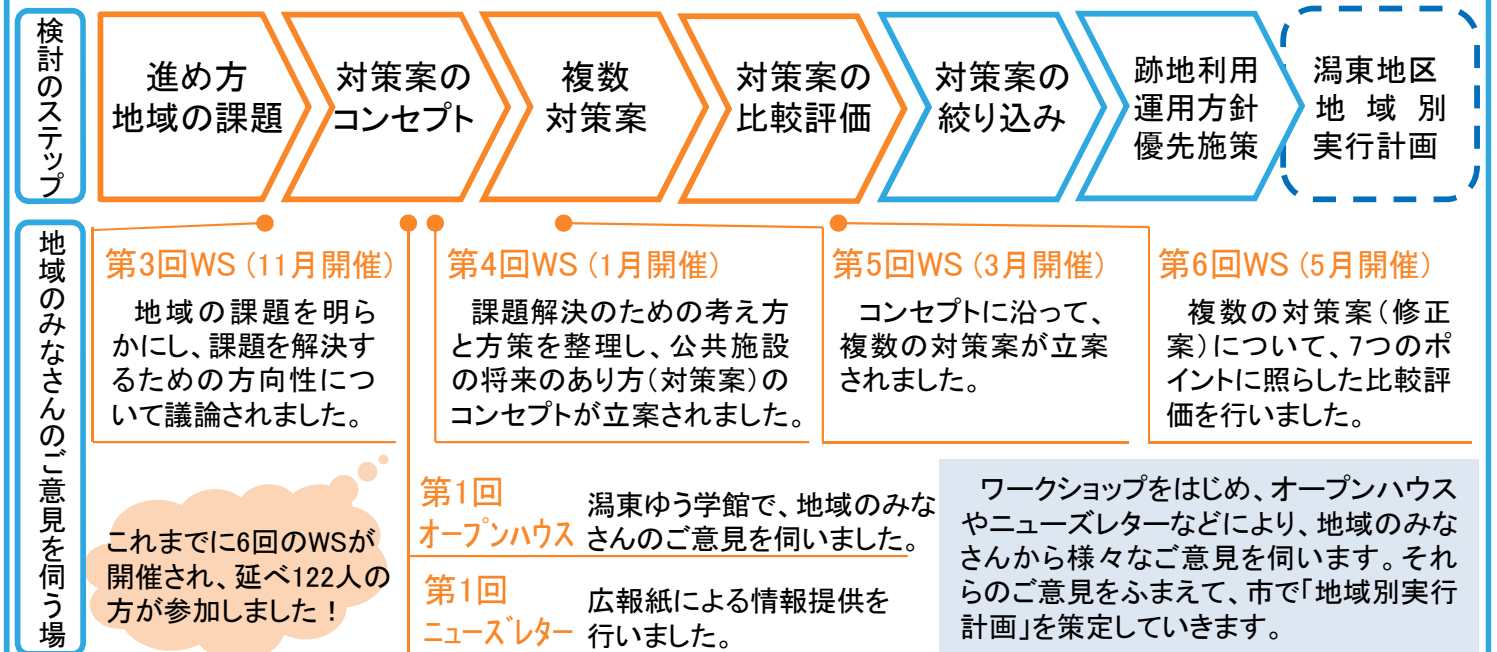 検討のステップ
進め方
地域の課題
対策案の
コンセプト
複数
対策案
対策案の
比較評価
対策案の
絞り込み
跡地利用
運用方針
優先施策
潟東地区
地域別
実行計画
地域のみなさんのご意見を伺う場
第3回WS（11月開催）
地域の課題を明ら
かにし、課題を解決す
るための方向性につ
いて議論されました。
第4回WS（1月開催）
課題解決のための考え方
と方策を整理し、公共施設
の将来のあり方（対策案）の
コンセプトが立案されました。
第5回WS（3月開催）
コンセプトに沿って、
複数の対策案が立案
されました。
第6回WS（5月開催）
複数の対策案（修正
案）について、7つのポ
イントに照らした比較評
価を行いました。
これまでに6回のWSが
開催され、延べ122人の
方が参加しました！
第1回
オープンハウス
潟東ゆう学館で、地域のみな
さんのご意見を伺いました。
第1回
ニューズレター
広報紙による情報提供を
行いました。
ワークショップをはじめ、オープンハウス
やニューズレターなどにより、地域のみな
さんから様々なご意見を伺います。それ
らのご意見をふまえて、市で「地域別実行
計画」を策定していきます。